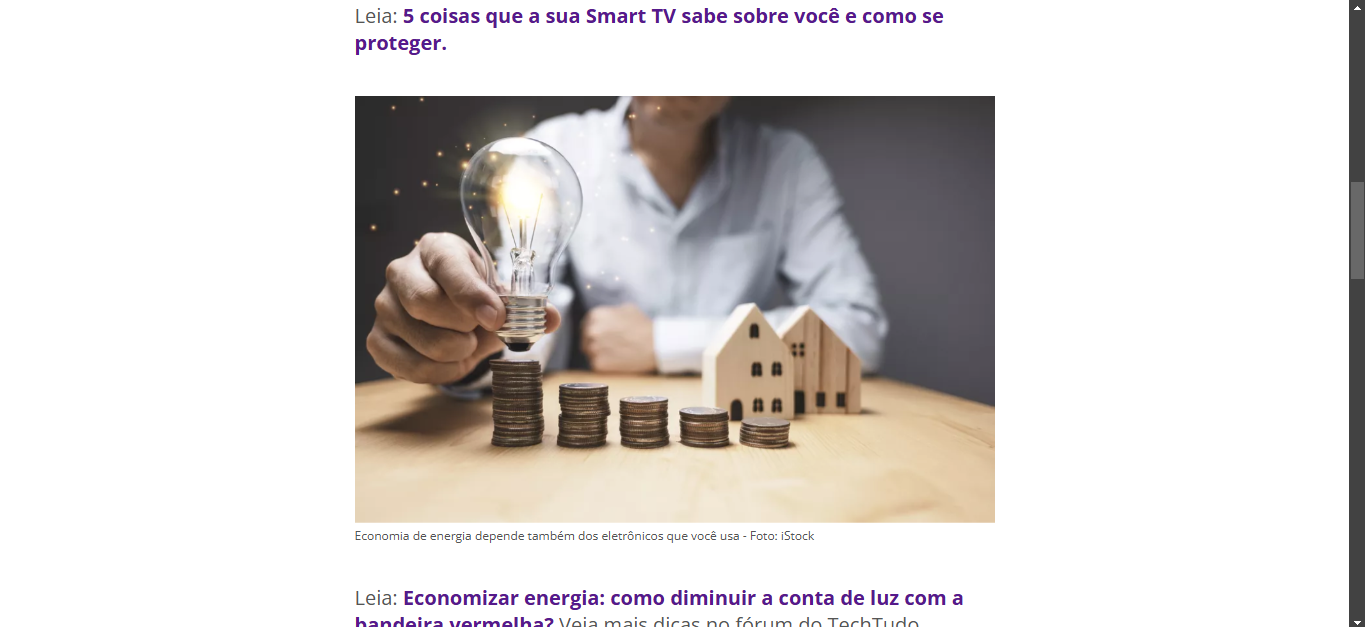 Leia: 5 coisas que a sua Smart TV sabe sobre você e como se
proteger.
Economia de energia depende também dos eletrônicos que você usa - Foto: iStock
Leia: Economizar energia: como diminuir a conta de luz com a
bandeira vermelha? Veja mais dicas no fórum do TechTudo